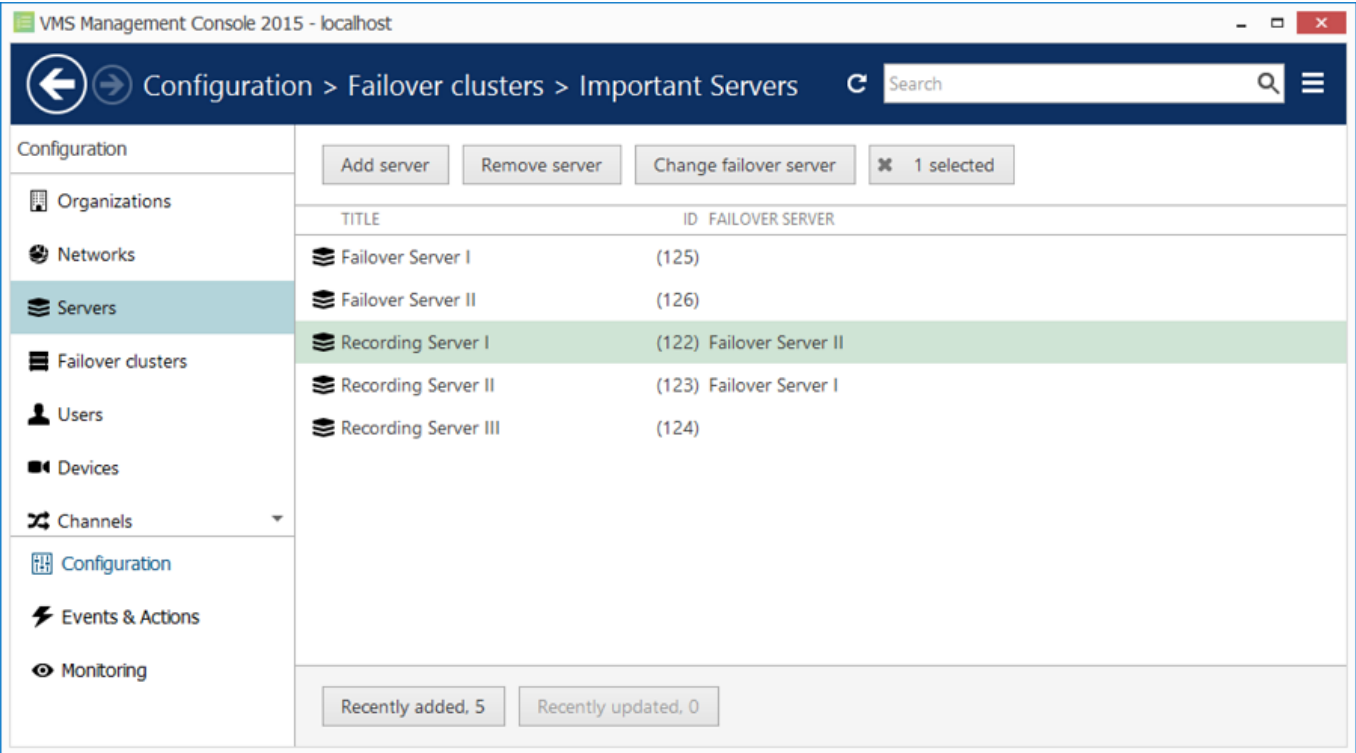 VMS Management Console 2015 - localhost
Configuration > Failover clusters > Important Servers
Search
Configuration
Organizations
Networks
Servers
Failover clusters
Users
Devices
Channels
Configuration
Events & Actions
Monitoring
Add server Remove server Change failover server 1 selected
TITLE ID FAILOVER SERVER
Failover Server I (125)
Failover Server II (126)
Recording Server I (122) Failover Server II
Recording Server II (123) Failover Server I
Recording Server III (124)
Recently added, 5 Recently updated, 0